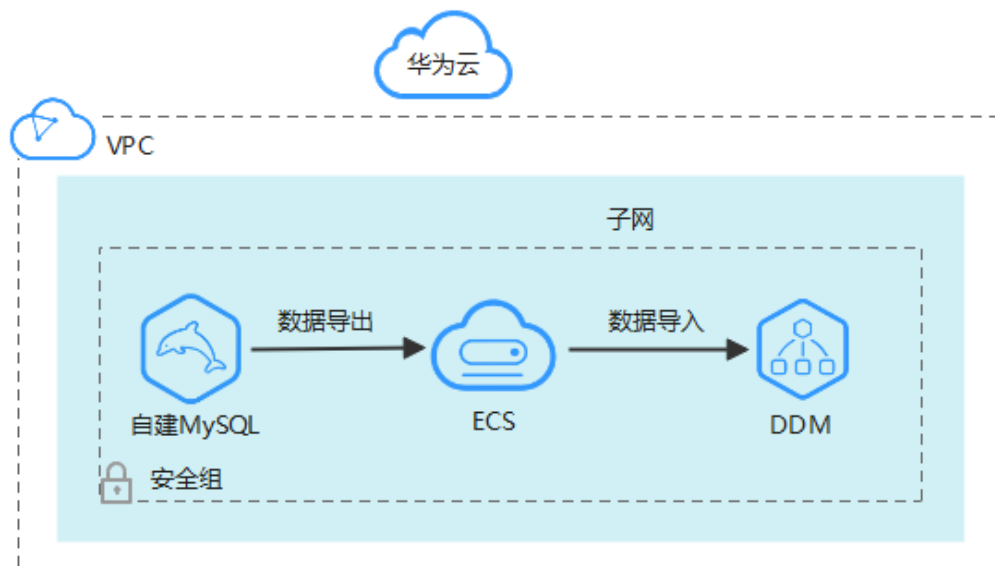 华为云
VPC
子网
数据导出
数据导入
自建MySQL
ECS
DDM
安全组